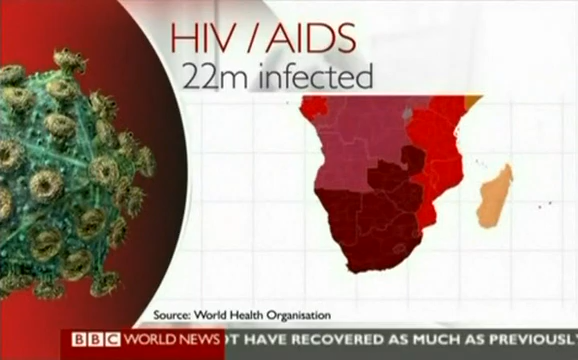 HIV / AIDS
22m infected
Source: World Health Organisation
BBC WORLD NEWS HAVE RECOVERED AS MUCH AS PREVIOUSLY